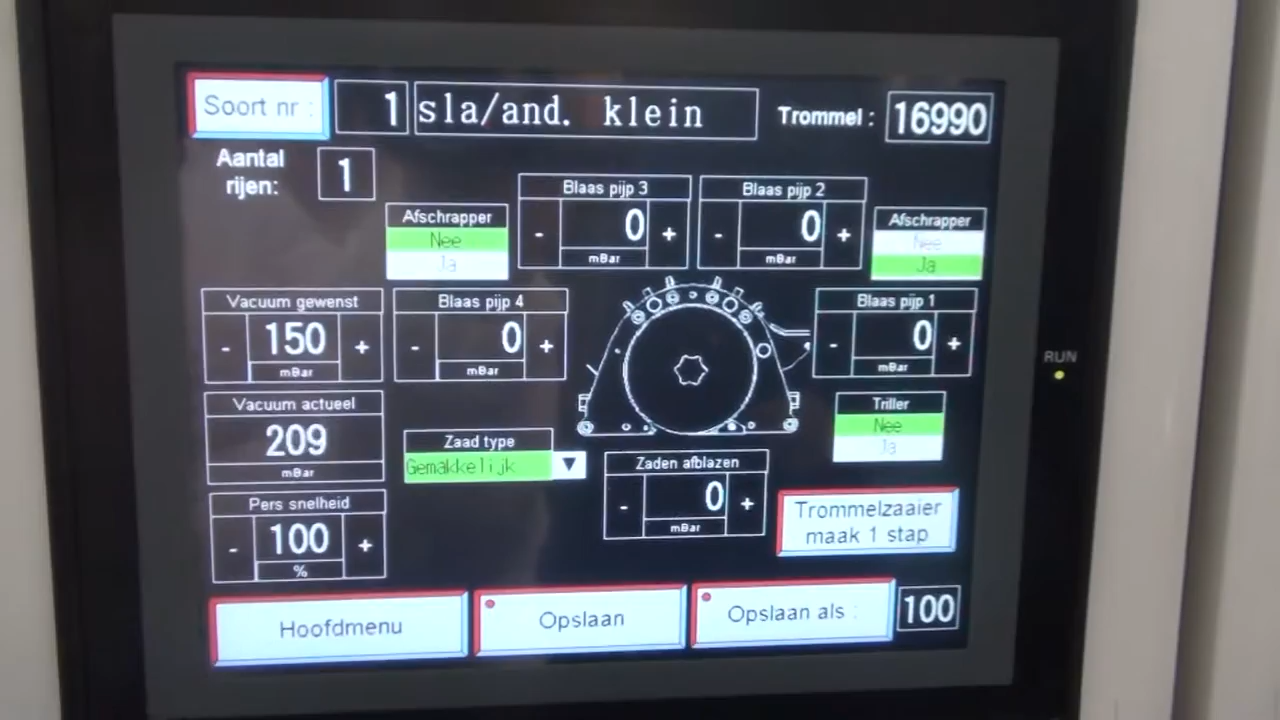 Soort nr :
1
sla/and. klein
Trommel :
16990
Aantal
rijen:
1
Afschrapper
Nee
Ja
Blaas pijp 3
- 0 +
mBar
Blaas pijp 2
- 0 +
mBar
Afschrapper
Nee
Ja
Vacuum gewenst
- 150 +
mBar
Blaas pijp 4
- 0 +
mBar
Blaas pijp 1
- 0 +
mBar
RUN
Vacuum actueel
209
mBar
Zaad type
Gemakkelijk
Triller
Nee
Ja
Zaden afblazen
- 0 +
mBar
Pers snelheid
- 100 +
%
Trommelzaaier
maak 1 stap
Hoofdmenu
Opslaan
Opslaan als :
100